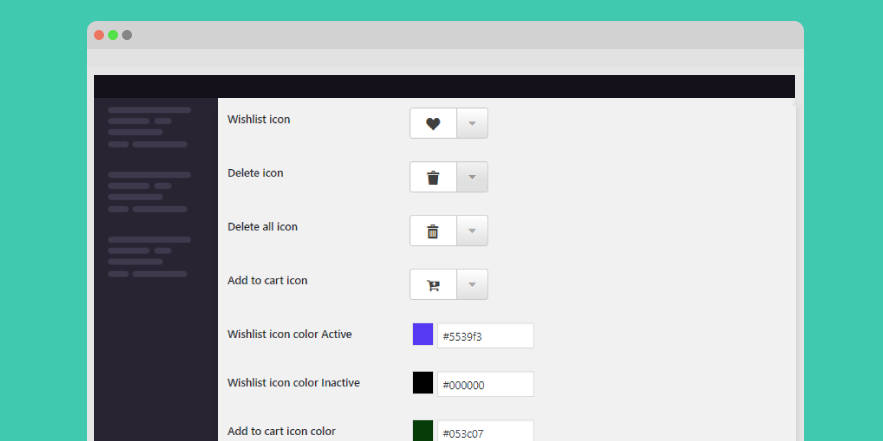 Wishlist icon
Delete icon
Delete all icon
Add to cart icon
Wishlist icon color Active
#5539f3
Wishlist icon color Inactive
#000000
Add to cart icon color
#053c07